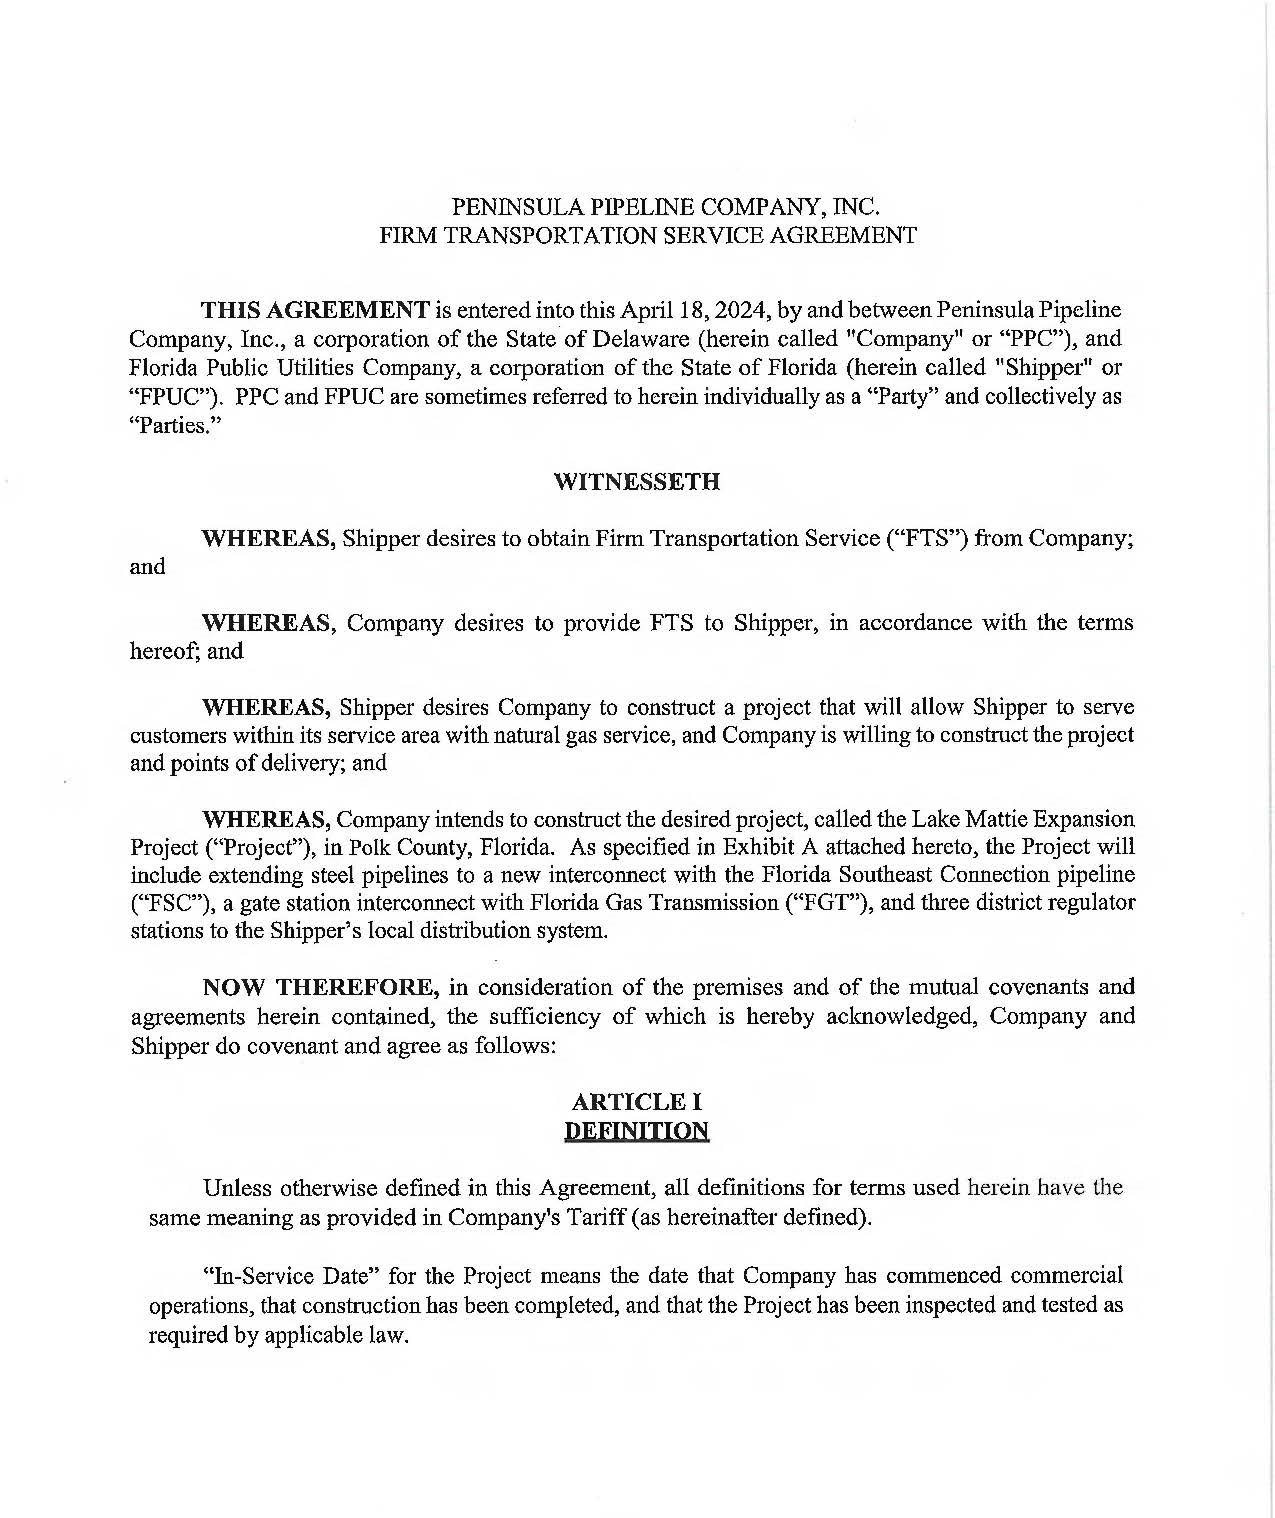 PENINSULA PIPELINE COMPANY, INC.
FIRM TRANSPORTATION SERVICE AGREEMENT
THIS AGREEMENT is entered into this April 18, 2024, by and between Peninsula Pipeline
Company, Inc., a corporation of the State of Delaware (herein called "Company" or “PPC”), and
Florida Public Utilities Company, a corporation of the State of Florida (herein called "Shipper" or
“FPUC”). PPC and FPUC are sometimes referred to herein individually as a “Party” and collectively as
“Parties.”
WITNESSETH
WHEREAS, Shipper desires to obtain Firm Transportation Service (“FTS”) from Company;
and
WHEREAS, Company desires to provide FTS to Shipper, in accordance with the terms
hereof; and
WHEREAS, Shipper desires Company to construct a project that will allow Shipper to serve
customers within its service area with natural gas service, and Company is willing to construct the project
and points of delivery; and
WHEREAS, Company intends to construct the desired project, called the Lake Mattie Expansion
Project (“Project”), in Polk County, Florida. As specified in Exhibit A attached hereto, the Project will
include extending steel pipelines to a new interconnect with the Florida Southeast Connection pipeline
(“FSC”), a gate station interconnect with Florida Gas Transmission (“FGT”), and three district regulator
stations to the Shipper’s local distribution system.
NOW THEREFORE, in consideration of the premises and of the mutual covenants and
agreements herein contained, the sufficiency of which is hereby acknowledged, Company and
Shipper do covenant and agree as follows:
ARTICLE I
DEFINITION
Unless otherwise defined in this Agreement, all definitions for terms used herein have the
same meaning as provided in Company's Tariff (as hereinafter defined).
“In-Service Date” for the Project means the date that Company has commenced commercial
operations, that construction has been completed, and that the Project has been inspected and tested as
required by applicable law.